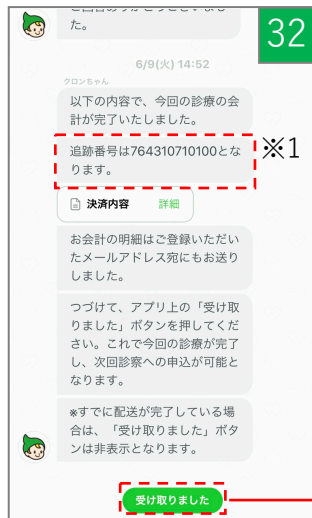 た。
32
6/9(火) 14:52
クロンちゃん
以下の内容で、今回の診療の会
計が完了いたしました。
追跡番号は764310710100とな
ります。
※1
決済内容 詳細
お会計の明細はご登録いただい
たメールアドレス宛にもお送り
しました。
つづけて、アプリ上の「受け取
りました」ボタンを押してくだ
さい。これで今回の診療が完了
し、次回診察への申込が可能と
なります。
*すでに配送が完了している場
合は、「受け取りました」ボタ
ンは非表示となります。
受け取りました